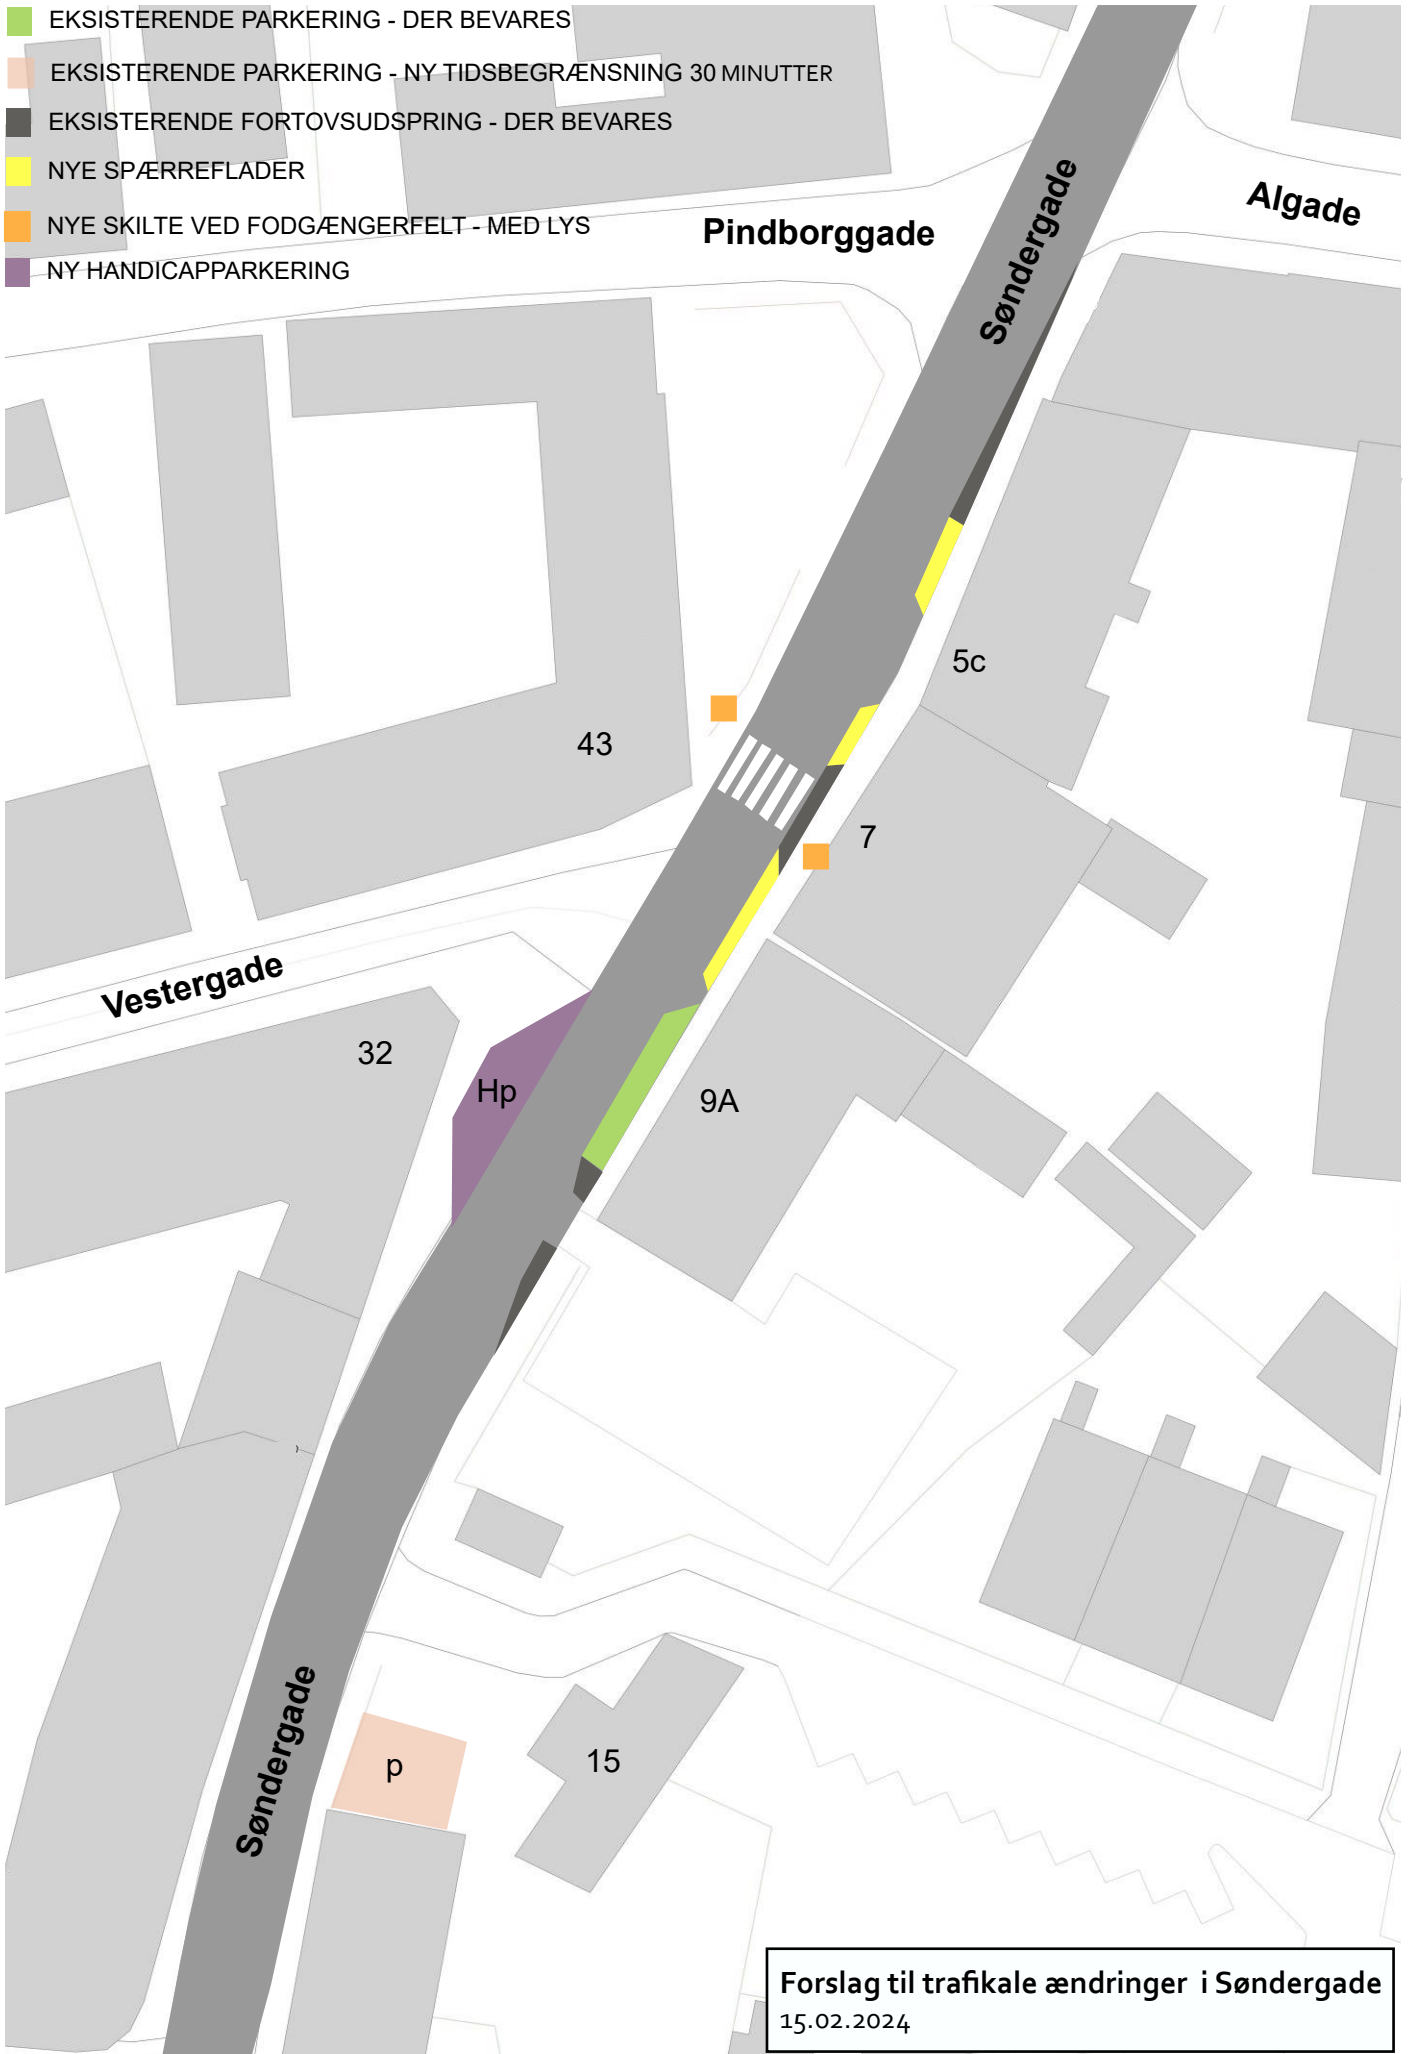 EKSISTERENDE PARKERING - DER BEVARES
EKSISTERENDE PARKERING - NY TIDSBEGRÆNSNING 30 MINUTTER
EKSISTERENDE FORTOVSUDSPRING - DER BEVARES
NYE SPÆRREFLADER
NYE SKILTE VED FODGÆNGERFELT - MED LYS
NY HANDICAPPARKERING
Pindborggade
Søndergade
Algade
5c
43
7
Vestergade
32
Hp
9A
Søndergade
p
15
Forslag til trafikale ændringer i Søndergade
15.02.2024